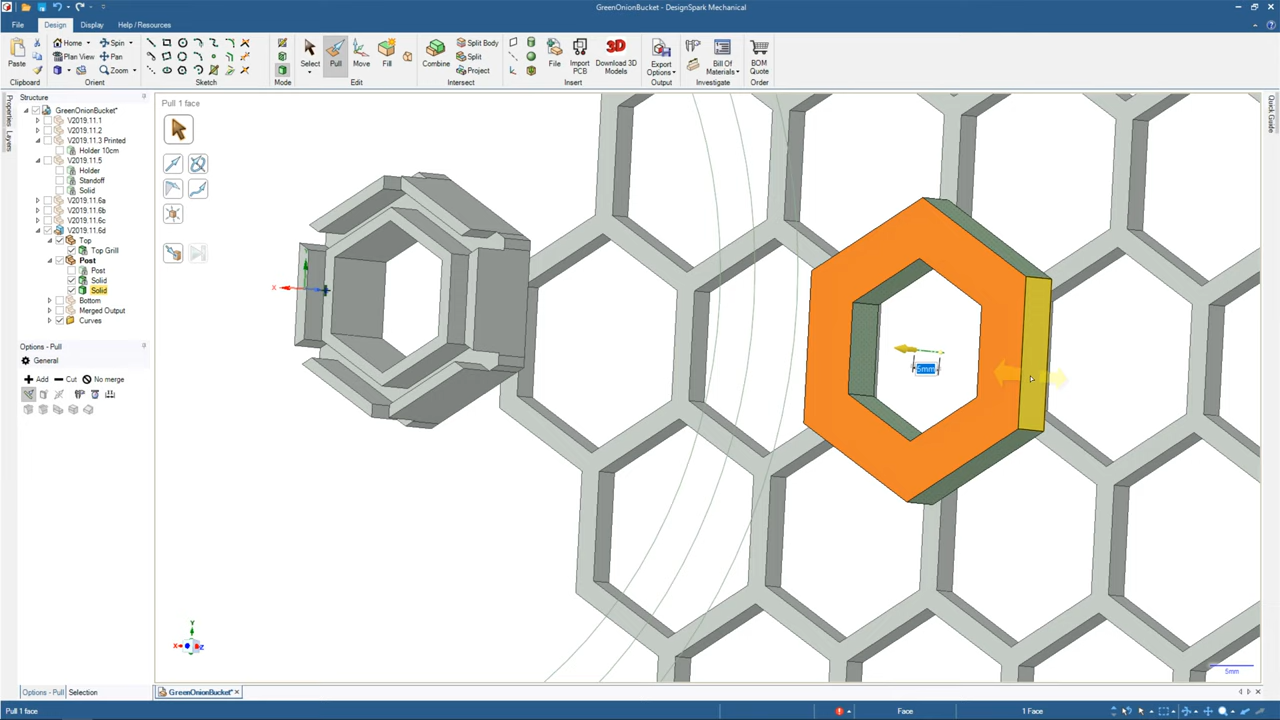 GreenOnionBucket - DesignSpark Mechanical
File Design Display Help / Resources
Paste
Clipboard
Home Spin
Plan View Pan
Zoom
Orient
Sketch
Mode
Select Pull Move Fill
Edit
Combine Split Body
Split
Project
Intersect
File Import PCB Download 3D Models
Insert
Export Options
Output
Bill Of Materials
Investigate
BOM Quote
Order
Structure
Properties
Layers
GreenOnionBucket*
V2019.11.1
V2019.11.2
V2019.11.3 Printed
Holder 10cm
V2019.11.5
Holder
Standoff
Solid
V2019.11.6a
V2019.11.6b
V2019.11.6c
V2019.11.6d
Top
Top Grill
Post
Post
Solid
Solid
Bottom
Merged Output
Curves
Options - Pull
General
Add Cut No merge
Pull 1 face
Quick Guide
X
5mm
Y
X
Z
5mm
Options - Pull Selection
GreenOnionBucket*
Pull 1 face
Face
1 Face